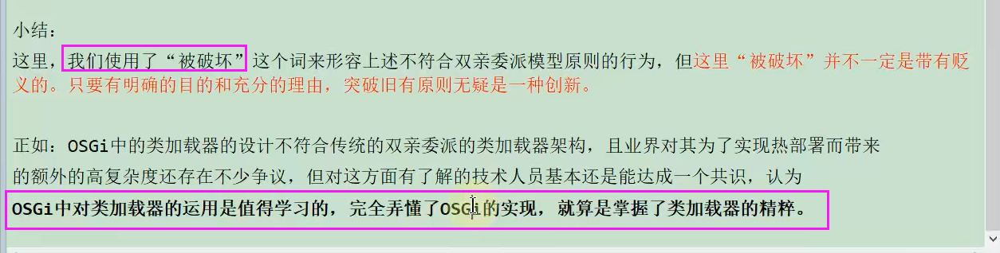 小结：
这里，我们使用了“被破坏”这个词来形容上述不符合双亲委派模型原则的行为，但这里“被破坏”并不一定是带有贬
义的。只要有明确的目的和充分的理由，突破旧有原则无疑是一种创新。
正如：OSGi中的类加载器的设计不符合传统的双亲委派的类加载器架构，且业界对其为了实现热部署而带来
的额外的高复杂度还存在不少争议，但对这方面有了解的技术人员基本还是能达成一个共识，认为
OSGi中对类加载器的运用是值得学习的，完全弄懂了OSGi的实现，就算是掌握了类加载器的精粹。